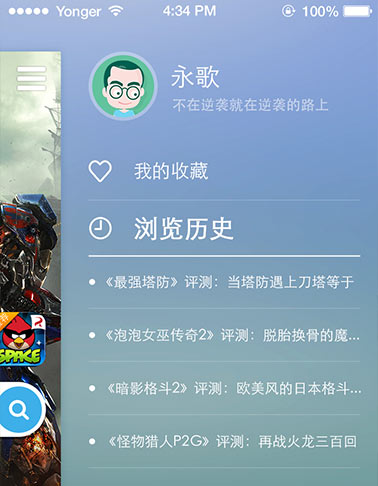 Yonger 4:34 PM 100%
永歌
不在逆袭就在逆袭的路上
我的收藏
浏览历史
《最强塔防》评测：当塔防遇上刀塔等于
《泡泡女巫传奇2》评测：脱胎换骨的魔...
《暗影格斗2》评测：欧美风的日本格斗...
《怪物猎人P2G》评测：再战火龙三百回
SPACE